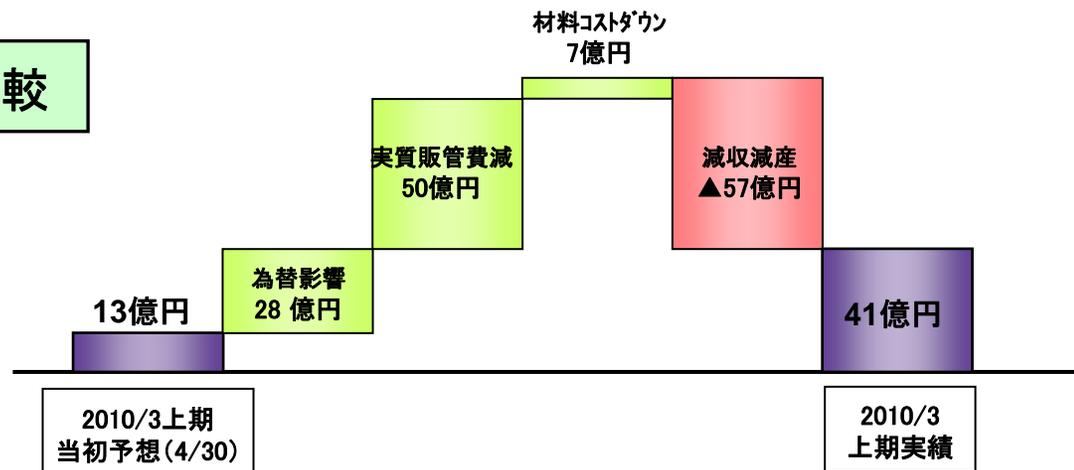 較
材料ｺｽﾄﾀﾞｳﾝ
7億円
実質販管費減
50億円
減収減産
▲57億円
為替影響
28 億円
13億円
41億円
2010/3上期
当初予想(4/30)
2010/3
上期実績